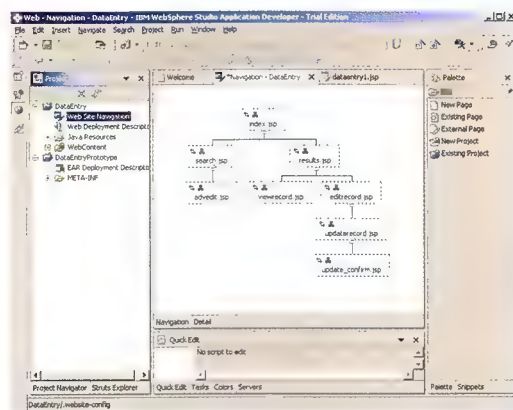 Web - Navigation - DataEntry - IBM WebSphere Studio Application Developer - Trial Edition
File Edit Insert Navigate Search Project Run Window Help
Project
Welcome
*Navigation - DataEntry
dataentry1.jsp
Palette
DataEntry
Web Site Navigation
Web Deployment Descripto
Java Resources
WebContent
DataEntryPrototype
EAR Deployment Descripto
META-INF
index.jsp
search.jsp
results.jsp
advedit.jsp
viewrecord.jsp
editrecord.jsp
updaterecord.jsp
update_confirm.jsp
New Page
Existing Page
External Page
New Project
Existing Project
Navigation Detail
Quick Edit
No script to edit
Project Navigator Struts Explorer
Quick Edit Tasks Colors Servers
Palette Snippets
DataEntry/.website-config